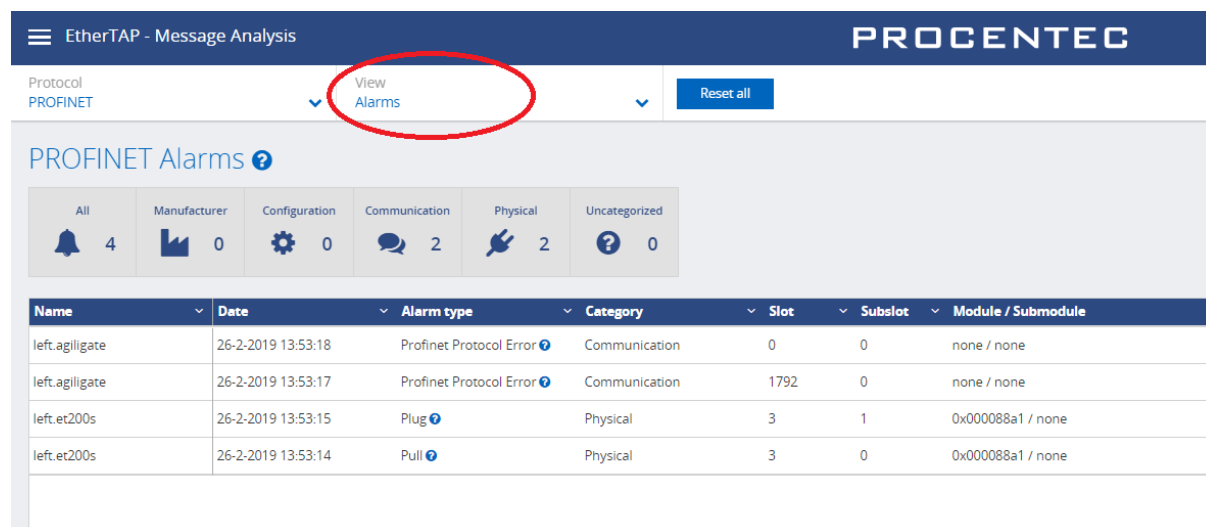 EtherTAP - Message Analysis PROCENTEC
Protocol View
PROFINET Alarms Reset all
PROFINET Alarms ?
All Manufacturer Configuration Communication Physical Uncategorized
4 0 0 2 2 ? 0
Name Date Alarm type Category Slot Subslot Module / Submodule
left.agiligate 26-2-2019 13:53:18 Profinet Protocol Error ? Communication 0 0 none / none
left.agiligate 26-2-2019 13:53:17 Profinet Protocol Error ? Communication 1792 0 none / none
left.et200s 26-2-2019 13:53:15 Plug ? Physical 3 1 0x000088a1 / none
left.et200s 26-2-2019 13:53:14 Pull ? Physical 3 0 0x000088a1 / none